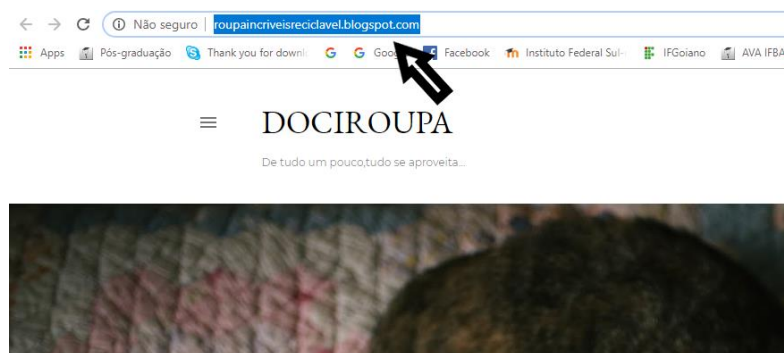 Não seguro | roupaincriveisreciclavel.blogspot.com
Apps Pós-graduação Thank you for downl G Goo Facebook Instituto Federal Sul- IFGoiano AVA IFBA
DOCIROUPA
De tudo um pouco,tudo se aproveita...